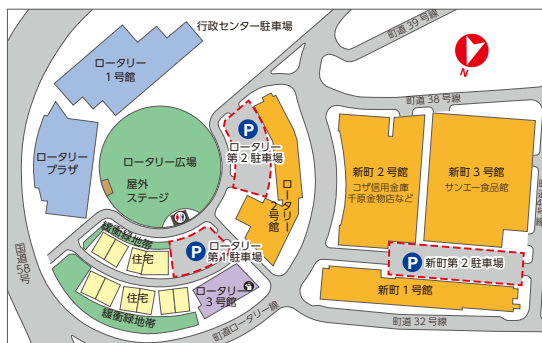 行政センター駐車場
町道39号線
N
ロータリー
1号館
町道38号線
P
ロータリー
第2駐車場
ロータリー
プラザ
ロータリー広場
屋外
ステージ
ロータリー
2号館
新町2号館
コザ信用金庫
千原金物店など
新町3号館
サンエー食品館
緩衝緑地帯
住宅
P
ロータリー
第1駐車場
国道58号
P
新町第2駐車場
住宅
ロータリー
3号館
新町1号館
緩衝緑地帯
町道ロータリー線
町道32号線